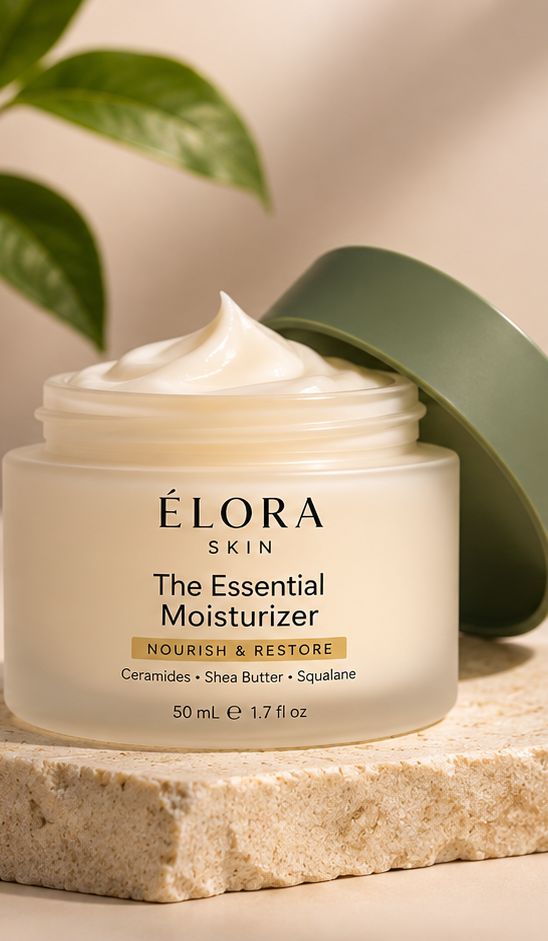 ÉLORA
SKIN
The Essential
Moisturizer
NOURISH & RESTORE
Ceramides • Shea Butter • Squalane
50 mL ℮ 1.7 fl oz